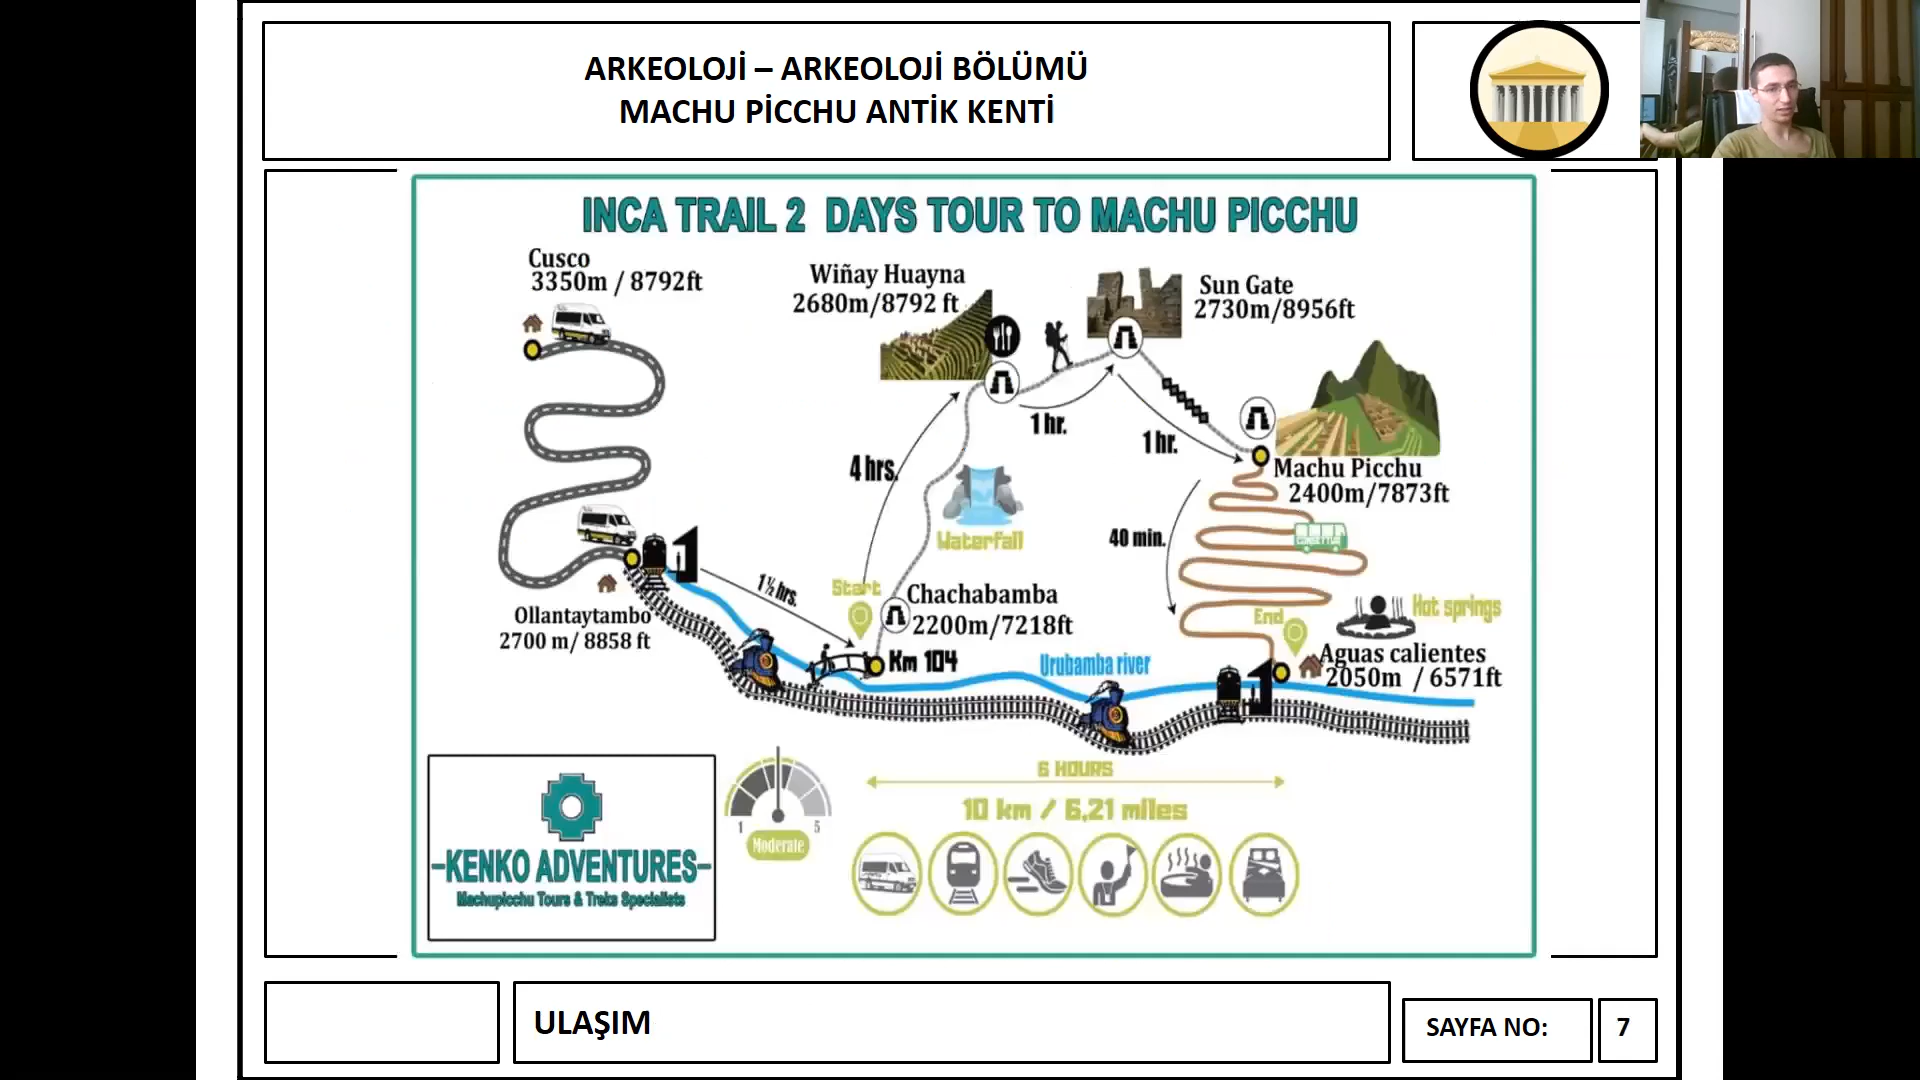 ARKEOLOJİ – ARKEOLOJİ BÖLÜMÜ
MACHU PİCCHU ANTİK KENTİ
INCA TRAIL 2 DAYS TOUR TO MACHU PICCHU
Cusco
3350m / 8792ft
Wiñay Huayna
2680m/8792 ft
Sun Gate
2730m/8956ft
1 hr.
1 hr.
4 hrs.
Machu Picchu
2400m/7873ft
Waterfall
40 min.
1 ½ hrs.
Start
Chachabamba
2200m/7218ft
End
Hot springs
Ollantaytambo
2700 m/ 8858 ft
Km 104
Urubamba river
Aguas calientes
2050m / 6571ft
6 HOURS
10 km / 6,21 miles
1
5
Moderate
-KENKO ADVENTURES-
Machupicchu Tours & Treks Specialists
ULAŞIM
SAYFA NO:
7